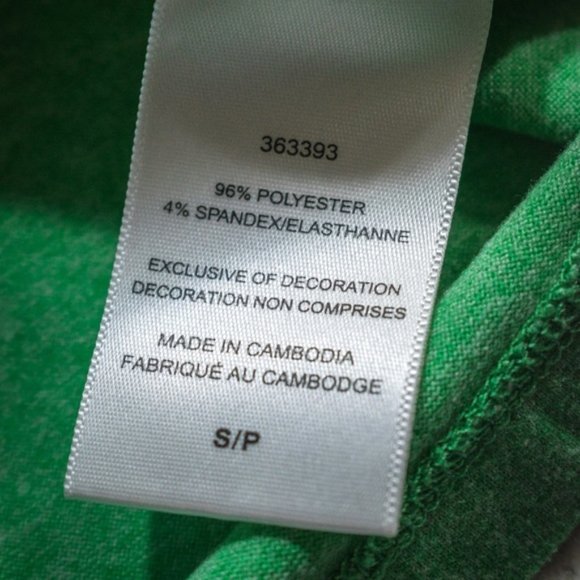 363393
96% POLYESTER
4% SPANDEX/ELASTHANNE
EXCLUSIVE OF DECORATION
DECORATION NON COMPRISES
MADE IN CAMBODIA
FABRIQUÉ AU CAMBODGE
S/P